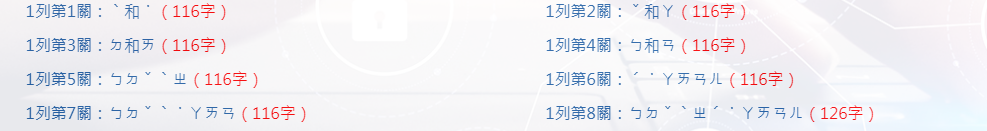 1列第1關：ˋ和˙(116字)
1列第2關：ˇ和ㄚ(116字)
1列第3關：ㄉ和ㄞ(116字)
1列第4關：ㄅ和ㄢ(116字)
1列第5關：ㄅㄉˇˋㄓ(116字)
1列第6關：ˊ˙ㄚㄞㄢㄦ(116字)
1列第7關：ㄅㄉˇˋ˙ㄚㄞㄢ(116字)
1列第8關：ㄅㄉˇˋㄓˊ˙ㄚㄞㄢㄦ(126字)